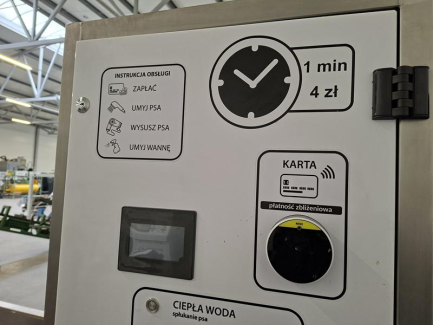 INSTRUKCJA OBSŁUGI
ZAPŁAĆ
UMYJ PSA
WYSUSZ PSA
UMYJ WANNĘ
1 min
4 zł
KARTA
płatność zbliżeniowa
CIEPŁA WODA
spłukanie psa